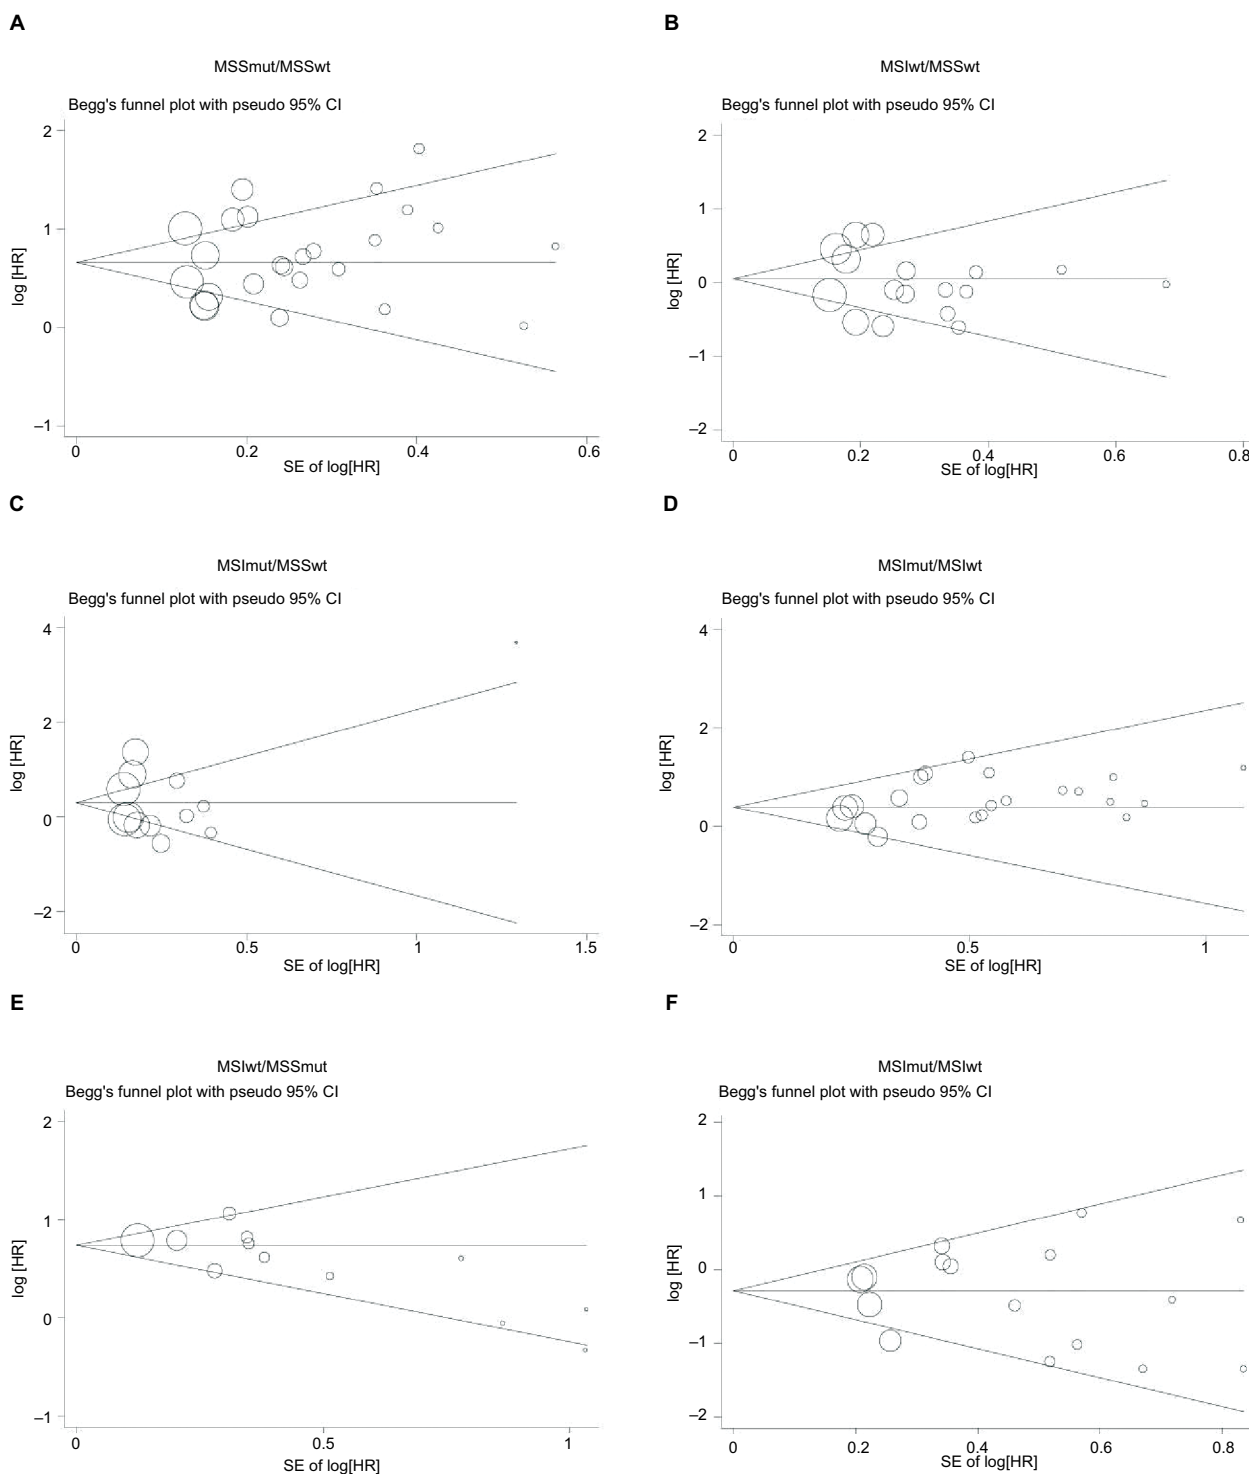 A
MSSmut/MSSwt
Begg's funnel plot with pseudo 95% CI
2
1
0
–1
log [HR]
0 0.2 0.4 0.6
SE of log[HR]
B
MSIwt/MSSwt
Begg's funnel plot with pseudo 95% CI
2
1
0
–1
–2
log [HR]
0 0.2 0.4 0.6 0.8
SE of log[HR]
C
MSImut/MSSwt
Begg's funnel plot with pseudo 95% CI
4
2
0
–2
log [HR]
0 0.5 1 1.5
SE of log[HR]
D
MSImut/MSIwt
Begg's funnel plot with pseudo 95% CI
4
2
0
–2
log [HR]
0 0.5 1
SE of log[HR]
E
MSIwt/MSSmut
Begg's funnel plot with pseudo 95% CI
2
1
0
–1
log [HR]
0 0.5 1
SE of log[HR]
F
MSImut/MSIwt
Begg's funnel plot with pseudo 95% CI
2
1
0
–1
–2
log [HR]
0 0.2 0.4 0.6 0.8
SE of log[HR]